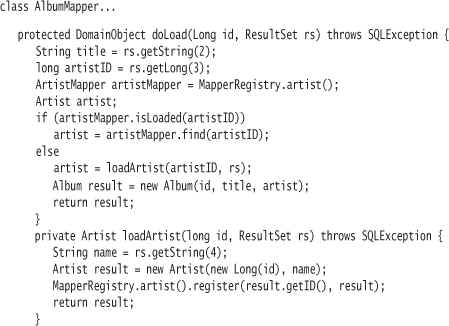 class AlbumMapper...
protected DomainObject doLoad(Long id, ResultSet rs) throws SQLException {
String title = rs.getString(2);
long artistID = rs.getLong(3);
ArtistMapper artistMapper = MapperRegistry.artist();
Artist artist;
if (artistMapper.isLoaded(artistID))
artist = artistMapper.find(artistID);
else
artist = loadArtist(artistID, rs);
Album result = new Album(id, title, artist);
return result;
}
private Artist loadArtist(long id, ResultSet rs) throws SQLException {
String name = rs.getString(4);
Artist result = new Artist(new Long(id), name);
MapperRegistry.artist().register(result.getID(), result);
return result;
}